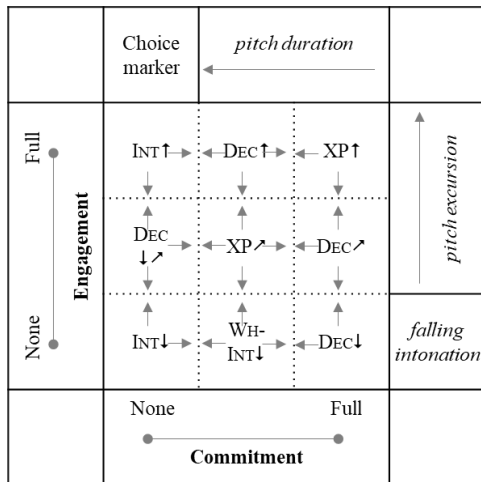 Choice
marker
pitch duration
Full
None
Engagement
INT↑
DEC↑
XP↑
DEC
↓↗
XP↗
DEC↗
INT↓
WH-
INT↓
DEC↓
pitch excursion
falling
intonation
None
Full
Commitment